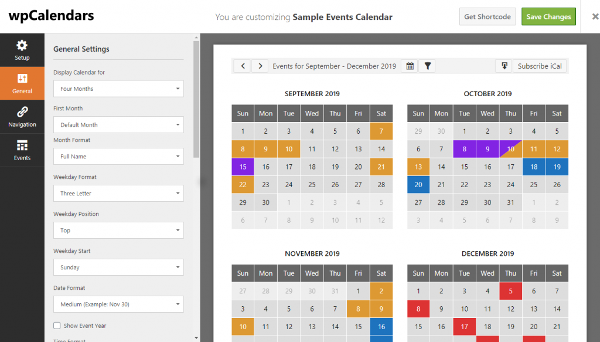 wpCalendars
You are customizing Sample Events Calendar
Get Shortcode
Save Changes
×
Setup
General
Navigation
Events
General Settings
Display Calendar for
Four Months
First Month
Default Month
Month Format
Full Name
Weekday Format
Three Letter
Weekday Position
Top
Weekday Start
Sunday
Date Format
Medium (Example: Nov 30)
Show Event Year
Events for September - December 2019
Subscribe iCal
SEPTEMBER 2019
Sun Mon Tue Wed Thu Fri Sat
1 2 3 4 5 6 7
8 9 10 11 12 13 14
15 16 17 18 19 20 21
22 23 24 25 26 27 28
29 30 1 2 3 4 5
6 7 8 9 10 11 12
OCTOBER 2019
Sun Mon Tue Wed Thu Fri Sat
29 30 1 2 3 4 5
6 7 8 9 10 11 12
13 14 15 16 17 18 19
20 21 22 23 24 25 26
27 28 29 30 31 1 2
3 4 5 6 7 8 9
NOVEMBER 2019
Sun Mon Tue Wed Thu Fri Sat
27 28 29 30 31 1 2
3 4 5 6 7 8 9
10 11 12 13 14 15 16
DECEMBER 2019
Sun Mon Tue Wed Thu Fri Sat
1 2 3 4 5 6 7
8 9 10 11 12 13 14
15 16 17 18 19 20 21